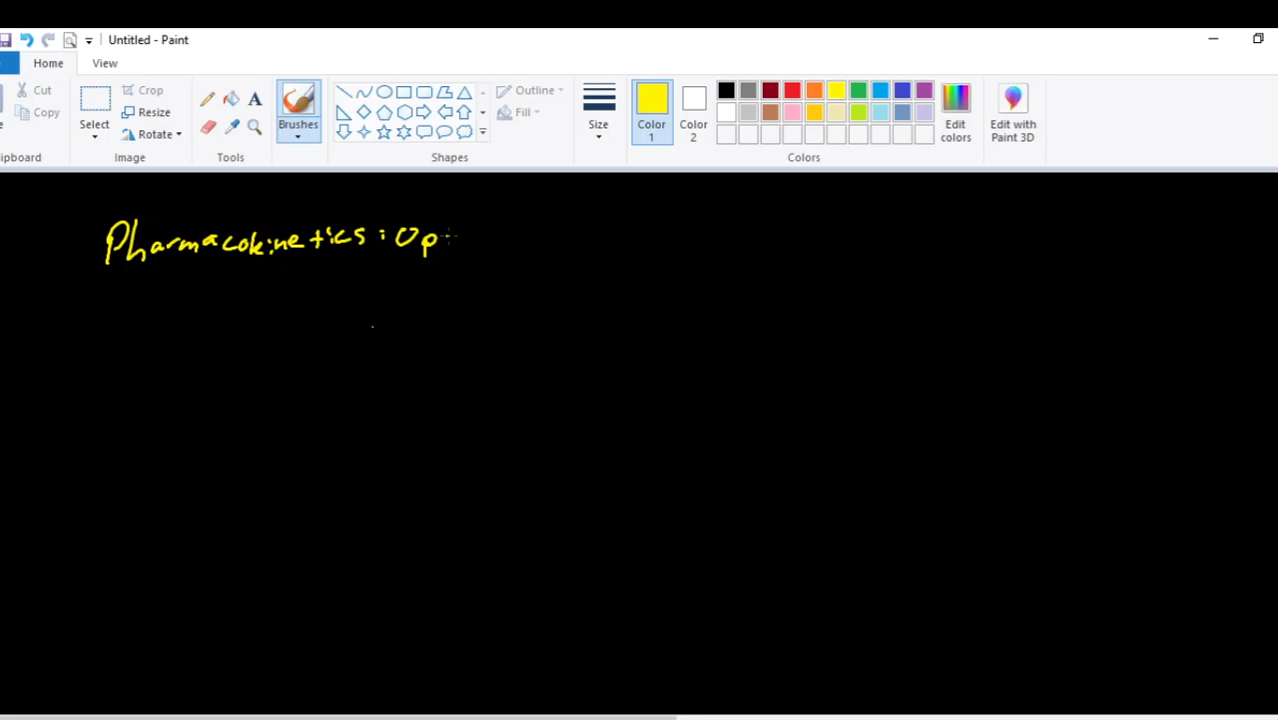 Untitled - Paint
Home View
Cut
Copy
Crop
Resize
Rotate
Select
Brushes
Outline
Fill
Size
Color 1
Color 2
Edit colors
Edit with Paint 3D
lipboard
Image
Tools
Shapes
Colors
Pharmacokinetics : Op